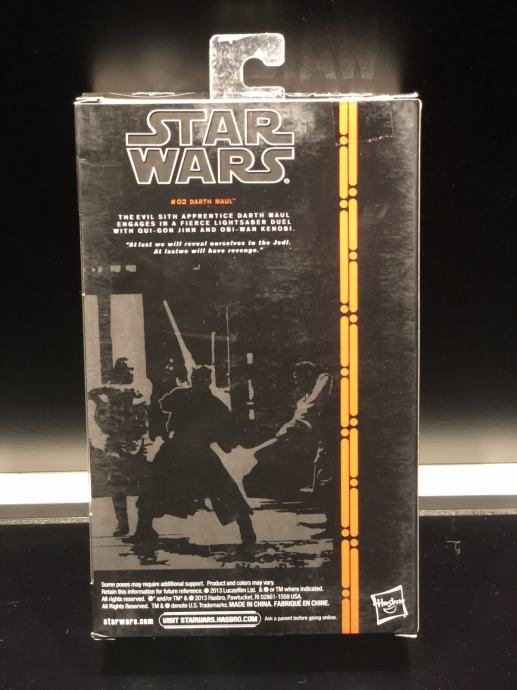 STAR
WARS®
#02 DARTH MAUL™
THE EVIL SITH APPRENTICE DARTH MAUL
ENGAGES IN A FIERCE LIGHTSABER DUEL
WITH QUI-GON JINN AND OBI-WAN KENOBI.
"At last we will reveal ourselves to the Jedi.
At lastwe will have revenge."
Some poses may require additional support. Product and colors may vary.
Retain this information for future reference. © 2013 Lucasfilm Ltd. & ® or TM where indicated.
All rights reserved. ®* and/or TM* & © 2013 Hasbro, Pawtucket, RI 02861-1059 USA.
All Rights Reserved. TM & ® denote U.S. Trademarks. MADE IN CHINA. FABRIQUÉ EN CHINE.
starwars.com VISIT STARWARS.HASBRO.COM Ask a parent before going online.
Hasbro